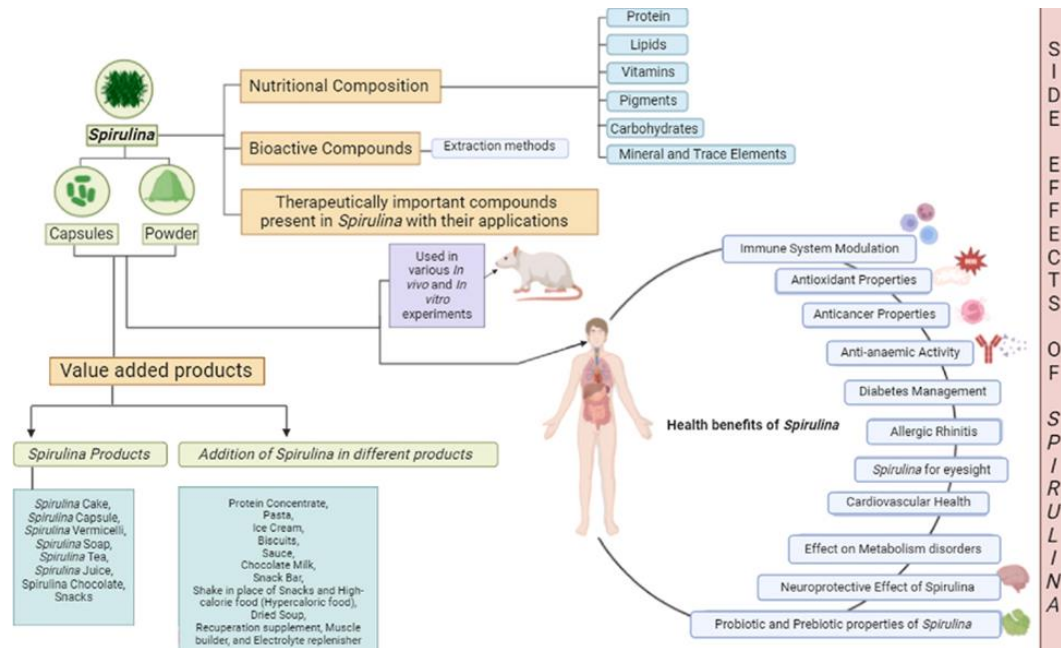 Spirulina
Capsules
Powder
Nutritional Composition
Protein
Lipids
Vitamins
Pigments
Carbohydrates
Mineral and Trace Elements
Bioactive Compounds
Extraction methods
Therapeutically important compounds
present in Spirulina with their applications
Used in
various In
vivo and In
vitro
experiments
Value added products
Spirulina Products
Spirulina Cake,
Spirulina Capsule,
Spirulina Vermicelli,
Spirulina Soap,
Spirulina Tea,
Spirulina Juice,
Spirulina Chocolate,
Snacks
Addition of Spirulina in different products
Protein Concentrate,
Pasta,
Ice Cream,
Biscuits,
Sauce,
Chocolate Milk,
Snack Bar,
Shake in place of Snacks and High-
calorie food (Hypercaloric food),
Dried Soup,
Recuperation supplement, Muscle
builder, and Electrolyte replenisher
Health benefits of Spirulina
Immune System Modulation
Antioxidant Properties
Anticancer Properties
Anti-anaemic Activity
Diabetes Management
Allergic Rhinitis
Spirulina for eyesight
Cardiovascular Health
Effect on Metabolism disorders
Neuroprotective Effect of Spirulina
Probiotic and Prebiotic properties of Spirulina
SIDE EFFECTS OF SPIRULINA